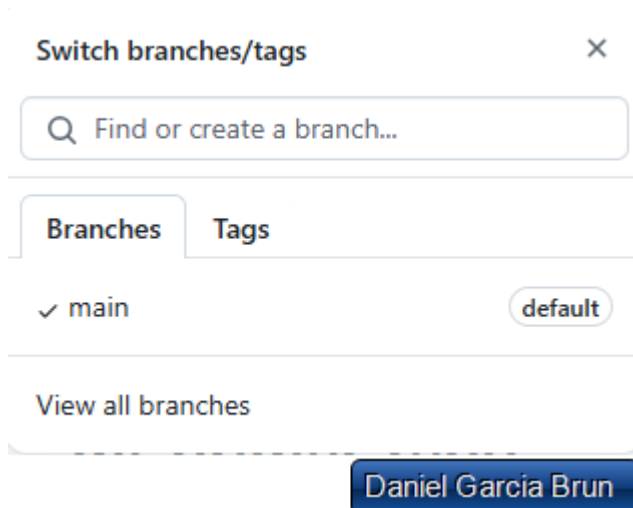 Switch branches/tags
Find or create a branch...
Branches Tags
main default
View all branches
Daniel Garcia Brun